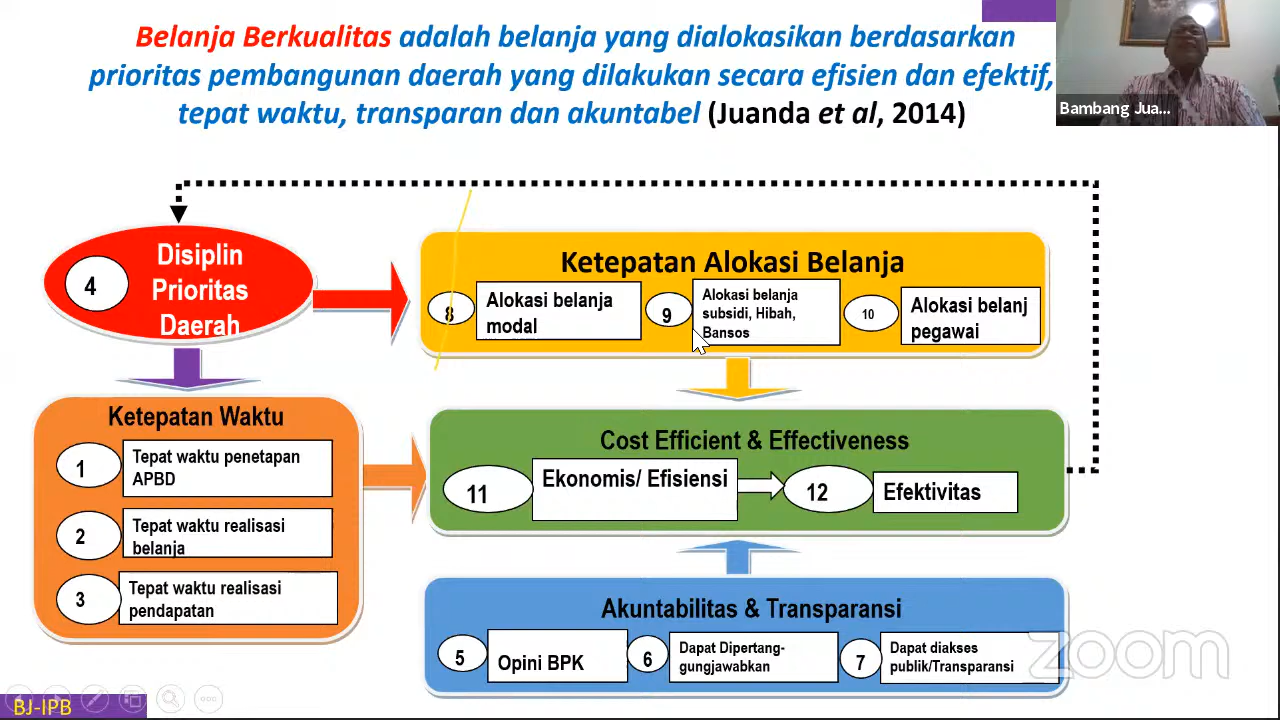 Belanja Berkualitas adalah belanja yang dialokasikan berdasarkan
prioritas pembangunan daerah yang dilakukan secara efisien dan efektif,
tepat waktu, transparan dan akuntabel (Juanda et al, 2014)
Bambang Jua...
4
Disiplin
Prioritas
Daerah
Ketepatan Alokasi Belanja
8
Alokasi belanja
modal
9
Alokasi belanja
subsidi, Hibah,
Bansos
10
Alokasi belanj
pegawai
Ketepatan Waktu
1
Tepat waktu penetapan
APBD
2
Tepat waktu realisasi
belanja
3
Tepat waktu realisasi
pendapatan
Cost Efficient & Effectiveness
11
Ekonomis/ Efisiensi
12
Efektivitas
Akuntabilitas & Transparansi
5
Opini BPK
6
Dapat Dipertang-
gungjawabkan
7
Dapat diakses
publik/Transparansi
zoom
BJ-IPB